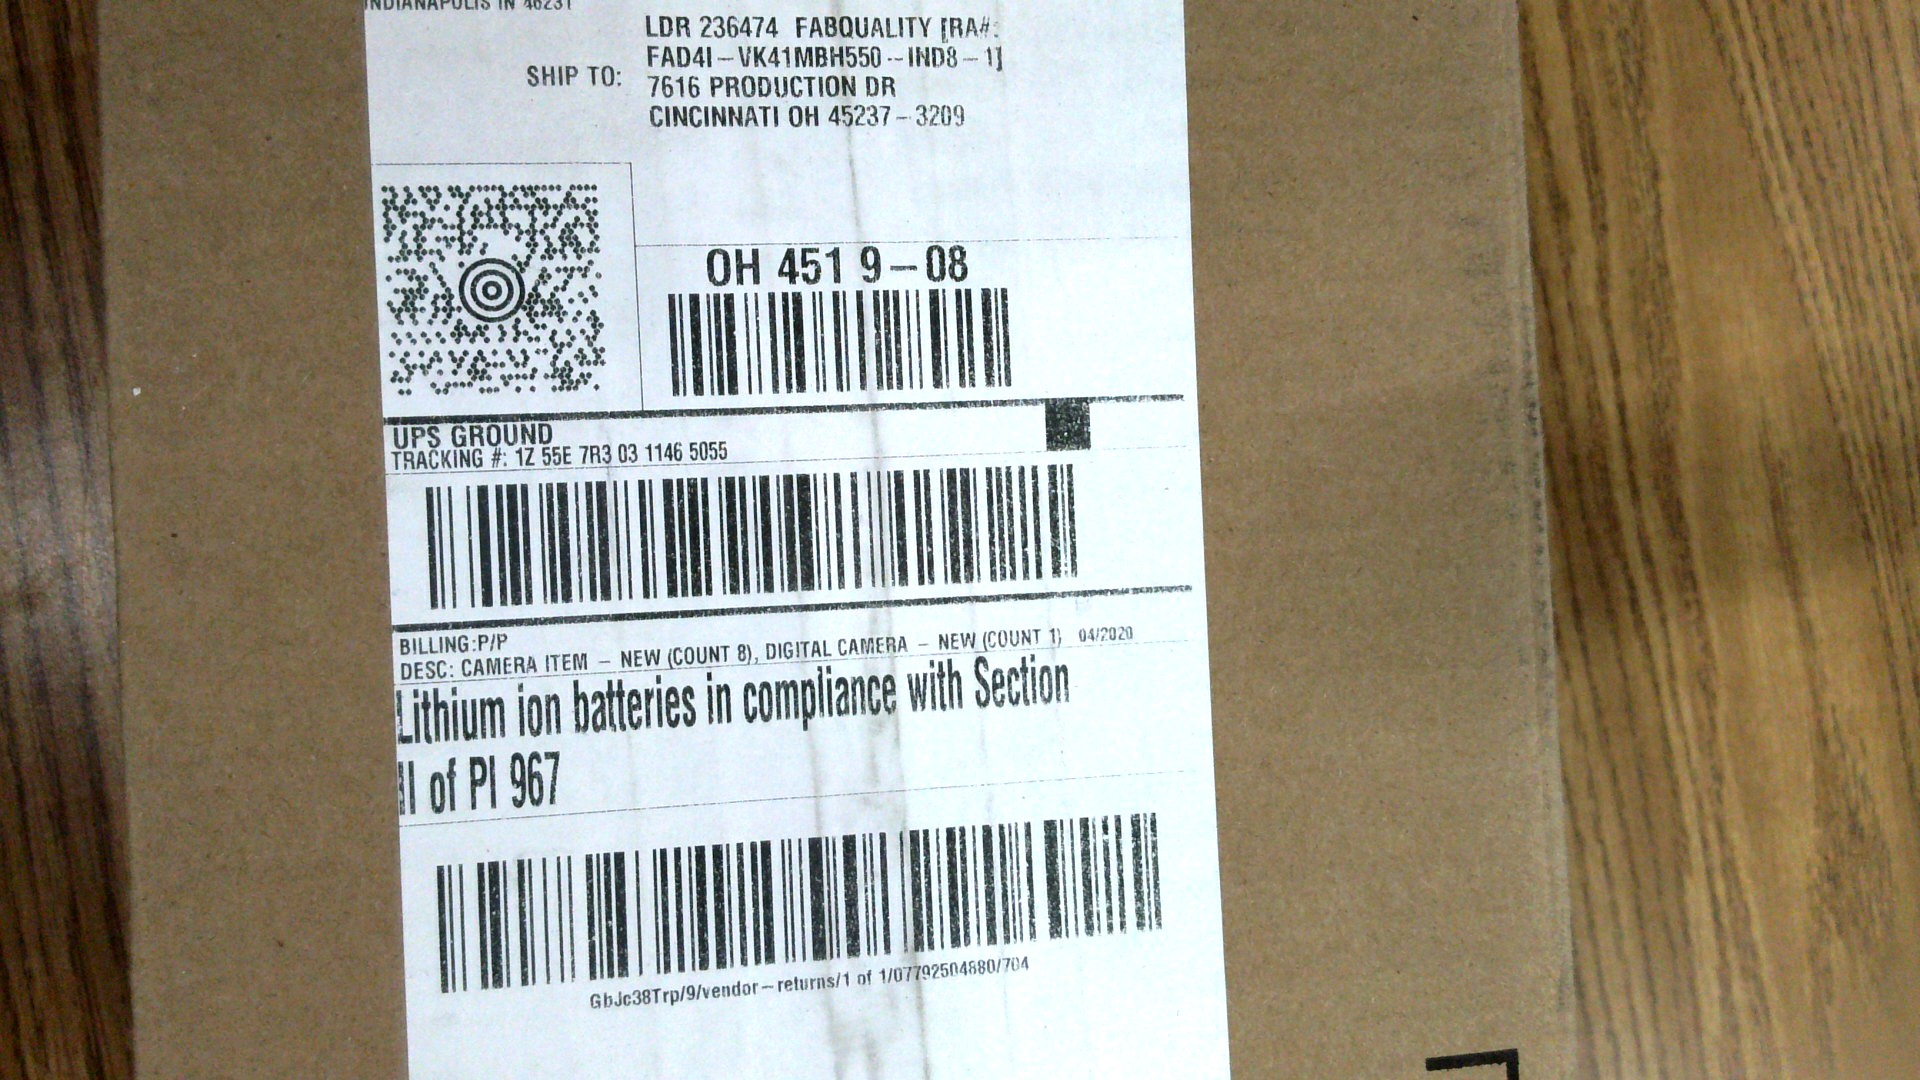 INDIANAPOLIS IN 46231
LDR 236474 FABQUALITY [RA#:
FAD4I-VK41MBH550--IND8-1]
SHIP TO:
7616 PRODUCTION DR
CINCINNATI OH 45237-3209
OH 451 9-08
UPS GROUND
TRACKING #: 1Z 55E 7R3 03 1146 5055
BILLING:P/P
DESC: CAMERA ITEM - NEW (COUNT 8), DIGITAL CAMERA - NEW (COUNT 1) 04/2020
Lithium ion batteries in compliance with Section
II of PI 967
GbJc38Trp/9/vendor-returns/1 of 1/07792504880/704